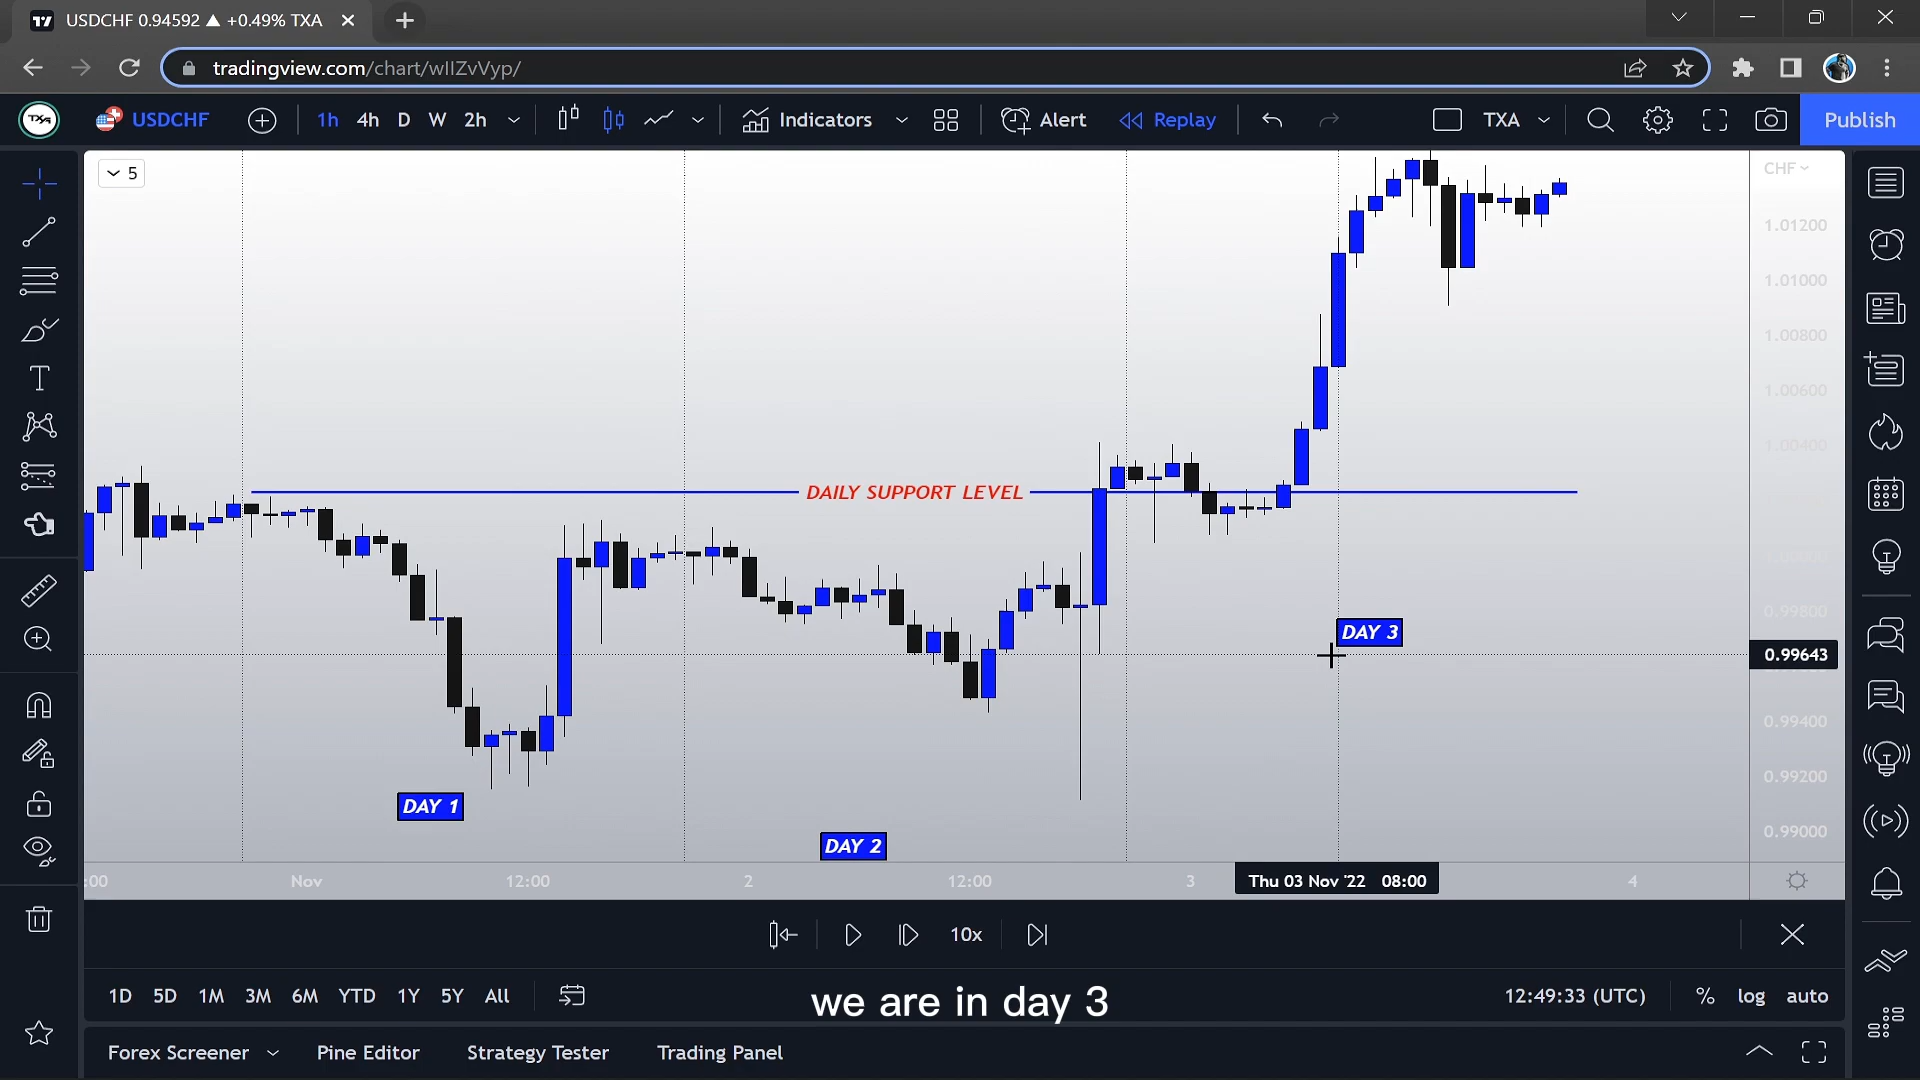 USDCHF 0.94592 ▲ +0.49% TXA
tradingview.com/chart/wIIZvVyp/
TXA USDCHF 1h 4h D W 2h Indicators Alert Replay TXA Publish
5
CHF
1.01200
1.01000
1.00800
1.00600
1.00400
DAILY SUPPORT LEVEL
1.00000
0.99800
DAY 3
0.99643
0.99400
0.99200
DAY 1
0.99000
DAY 2
:00 Nov 12:00 2 12:00 3 Thu 03 Nov '22 08:00 4
10x
1D 5D 1M 3M 6M YTD 1Y 5Y All 12:49:33 (UTC) % log auto
we are in day 3
Forex Screener Pine Editor Strategy Tester Trading Panel